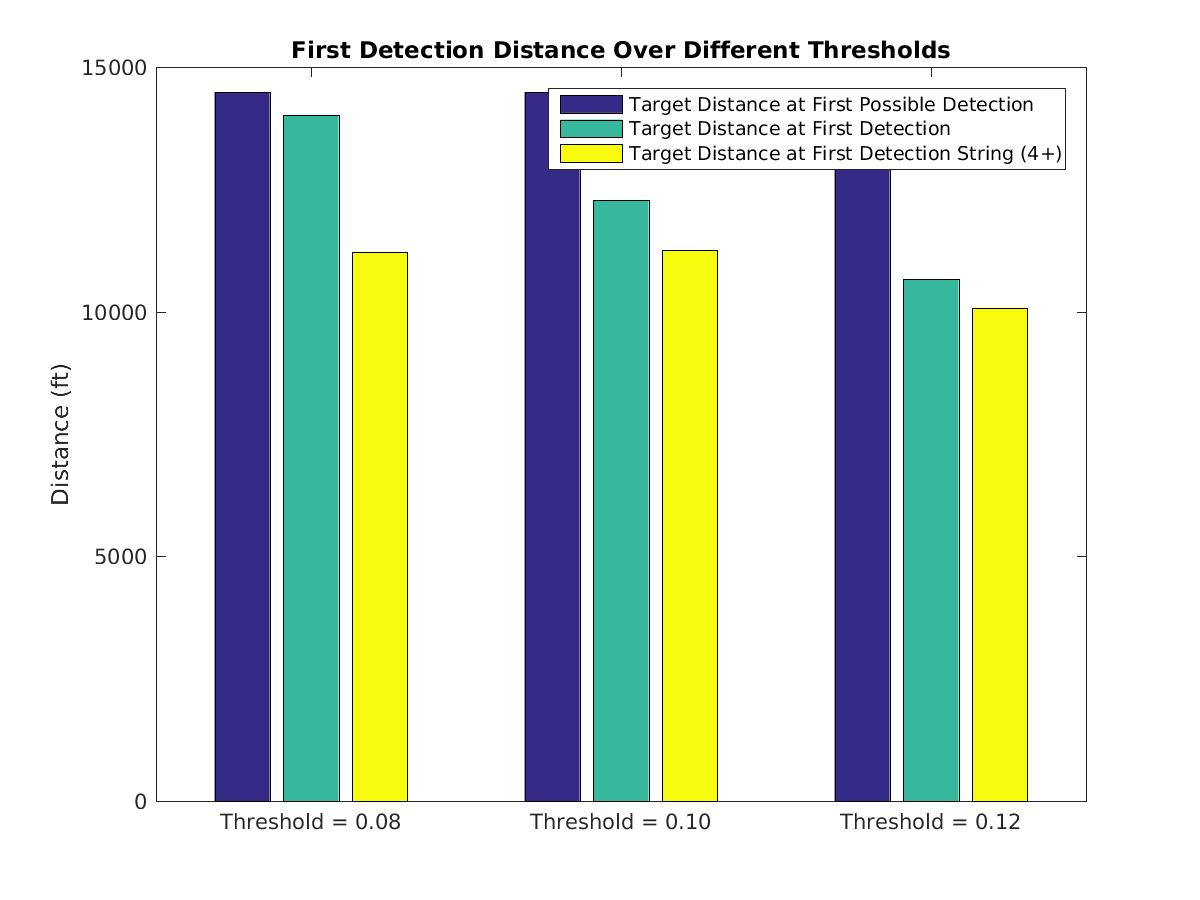 First Detection Distance Over Different Thresholds
15000
Target Distance at First Possible Detection
Target Distance at First Detection
Target Distance at First Detection String (4+)
10000
Distance (ft)
5000
0
Threshold = 0.08
Threshold = 0.10
Threshold = 0.12